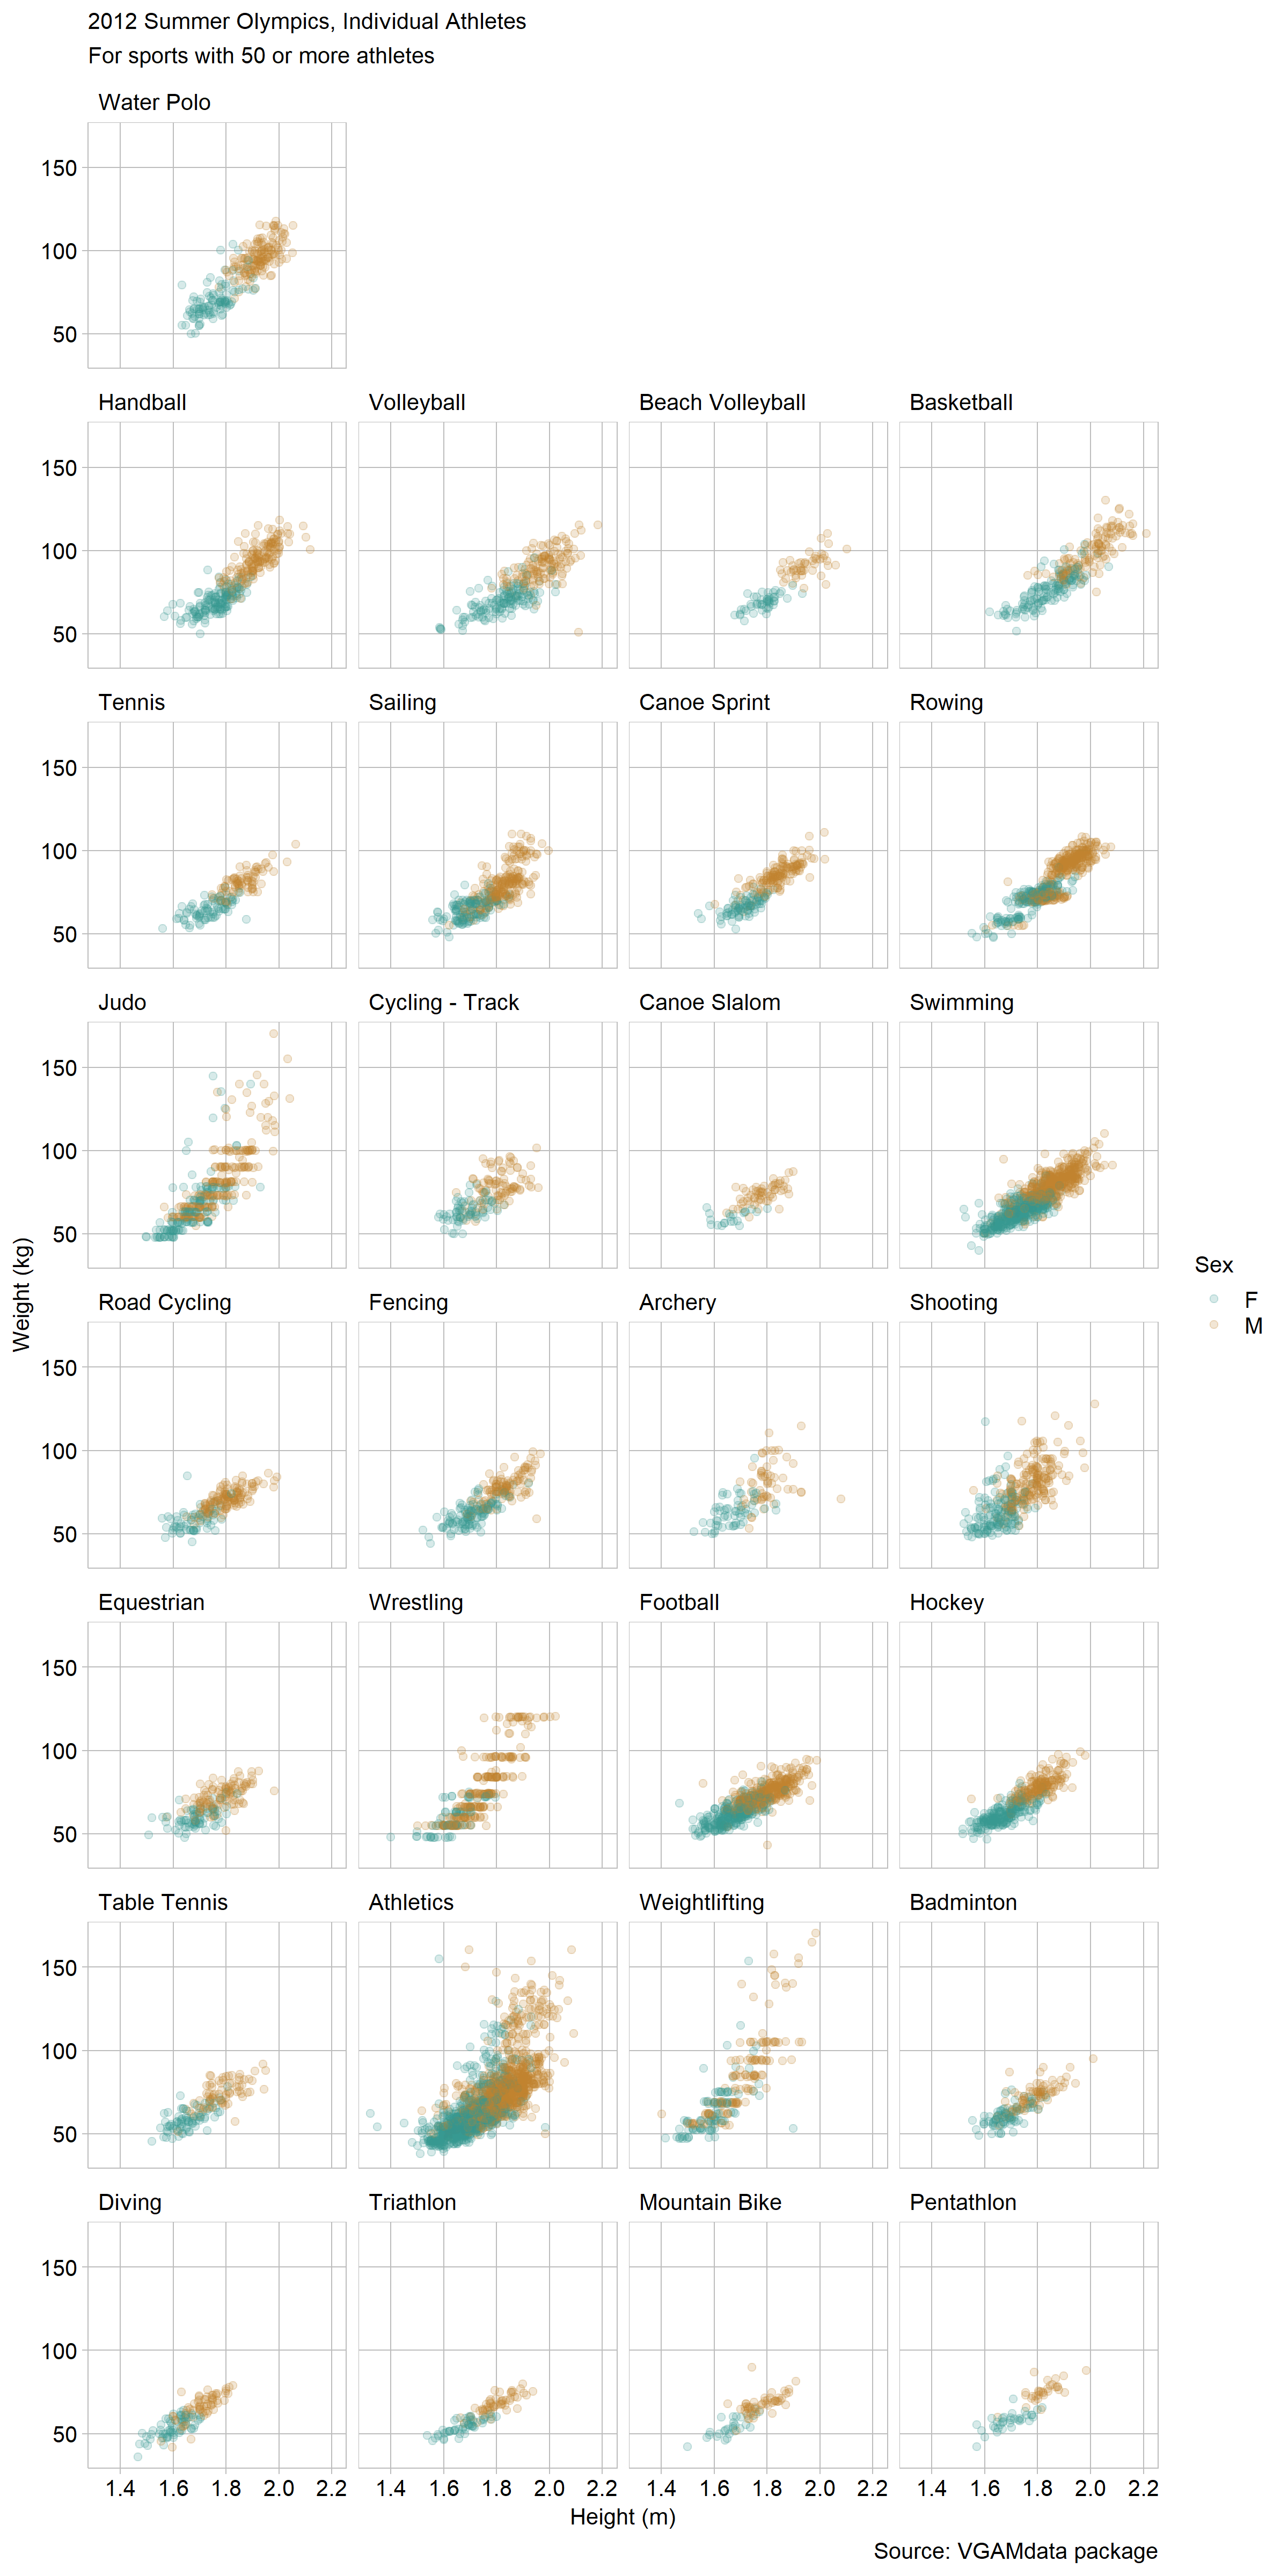 2012 Summer Olympics, Individual Athletes
For sports with 50 or more athletes
Water Polo
150
100
50
Handball Volleyball Beach Volleyball Basketball
150
100
50
Tennis Sailing Canoe Sprint Rowing
150
100
50
Judo Cycling - Track Canoe Slalom Swimming
150
100
50
Weight (kg)
Road Cycling Fencing Archery Shooting
150
100
50
Sex
F
M
Equestrian Wrestling Football Hockey
150
100
50
Table Tennis Athletics Weightlifting Badminton
150
100
50
Diving Triathlon Mountain Bike Pentathlon
150
100
50
1.4 1.6 1.8 2.0 2.2 1.4 1.6 1.8 2.0 2.2 1.4 1.6 1.8 2.0 2.2 1.4 1.6 1.8 2.0 2.2
Height (m)
Source: VGAMdata package